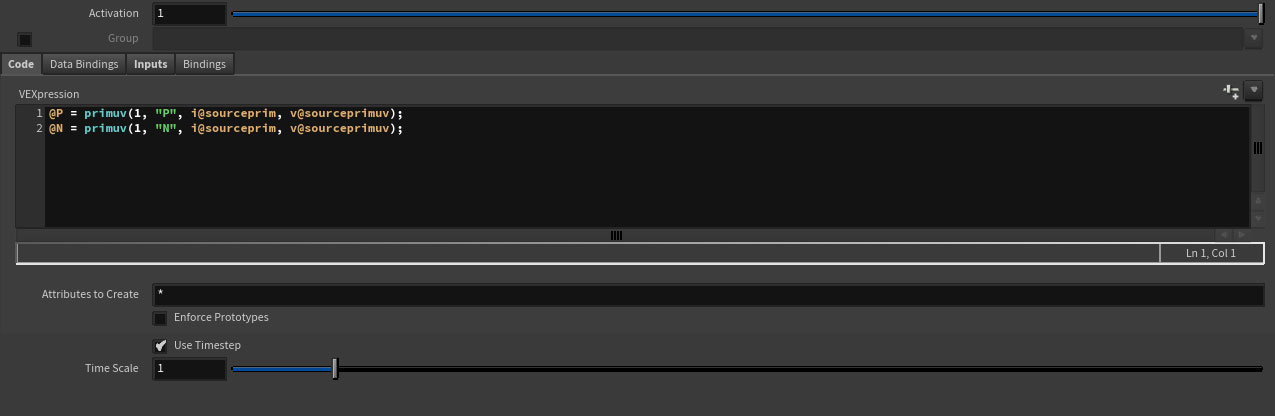 Activation 1
Group
Code Data Bindings Inputs Bindings
VEXpression
1 @P = primuv(1, "P", i@sourceprim, v@sourceprimuv);
2 @N = primuv(1, "N", i@sourceprim, v@sourceprimuv);
Ln 1, Col 1
Attributes to Create *
Enforce Prototypes
Use Timestep
Time Scale 1